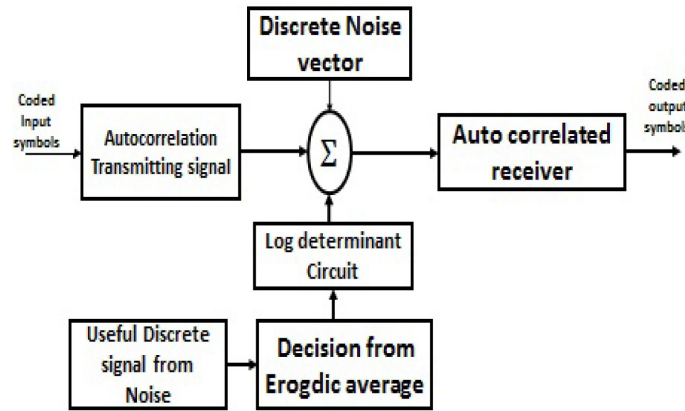 Discrete Noise
vector
Coded
Input
symbols
Autocorrelation
Transmitting signal
Σ
Auto correlated
receiver
Coded
output
symbols
Log determinant
Circuit
Useful Discrete
signal from
Noise
Decision from
Erogdic average